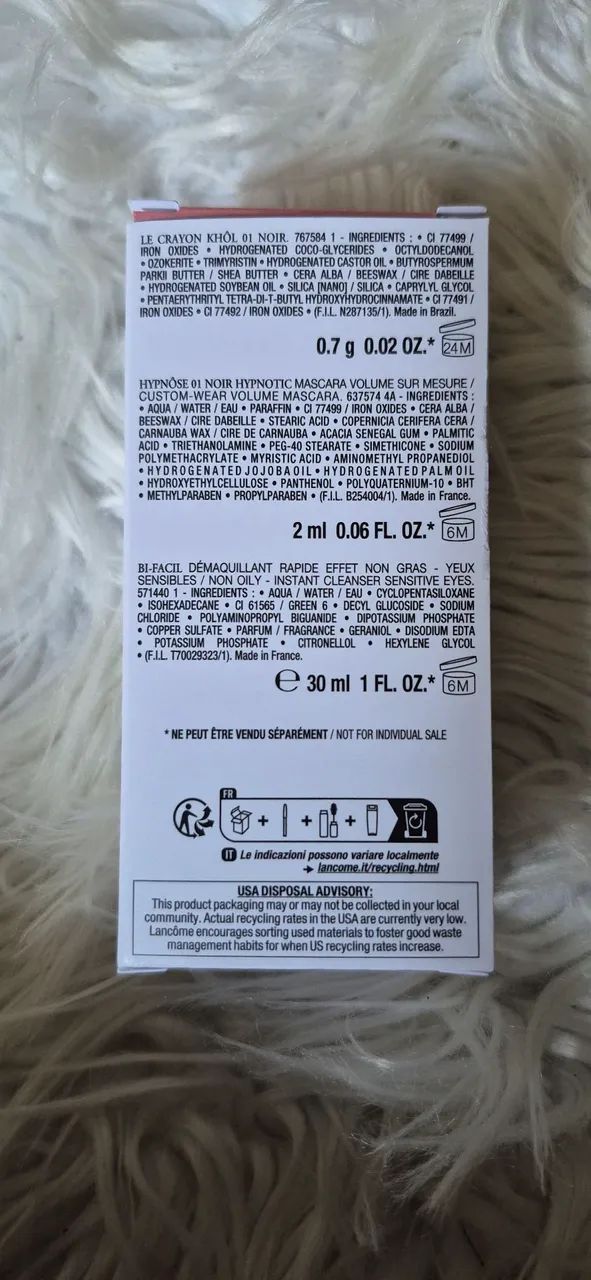 LE CRAYON KHÔL 01 NOIR. 767584 1 - INGREDIENTS : • CI 77499 /
IRON OXIDES • HYDROGENATED COCO-GLYCERIDES • OCTYLDODECANOL
• OZOKERITE • TRIMYRISTIN • HYDROGENATED CASTOR OIL • BUTYROSPERMUM
PARKII BUTTER / SHEA BUTTER • CERA ALBA / BEESWAX / CIRE DABEILLE
• HYDROGENATED SOYBEAN OIL • SILICA [NANO] / SILICA • CAPRYLYL GLYCOL
• PENTAERYTHRITYL TETRA-DI-T-BUTYL HYDROXYHYDROCINNAMATE • CI 77491 /
IRON OXIDES • CI 77492 / IRON OXIDES • (F.I.L. N287135/1). Made in Brazil.
0.7 g 0.02 OZ.* 24M
HYPNÔSE 01 NOIR HYPNOTIC MASCARA VOLUME SUR MESURE /
CUSTOM-WEAR VOLUME MASCARA. 637574 4A - INGREDIENTS :
• AQUA / WATER / EAU • PARAFFIN • CI 77499 / IRON OXIDES • CERA ALBA /
BEESWAX / CIRE DABEILLE • STEARIC ACID • COPERNICIA CERIFERA CERA /
CARNAUBA WAX / CIRE DE CARNAUBA • ACACIA SENEGAL GUM • PALMITIC
ACID • TRIETHANOLAMINE • PEG-40 STEARATE • SIMETHICONE • SODIUM
POLYMETHACRYLATE • MYRISTIC ACID • AMINOMETHYL PROPANEDIOL
• HYDROGENATED JOJOBA OIL • HYDROGENATED PALM OIL
• HYDROXYETHYLCELLULOSE • PANTHENOL • POLYQUATERNIUM-10 • BHT
• METHYLPARABEN • PROPYLPARABEN • (F.I.L. B254004/1). Made in France.
2 ml 0.06 FL. OZ.* 6M
BI-FACIL DÉMAQUILLANT RAPIDE EFFET NON GRAS - YEUX
SENSIBLES / NON OILY - INSTANT CLEANSER SENSITIVE EYES.
571440 1 - INGREDIENTS : • AQUA / WATER / EAU • CYCLOPENTASILOXANE
• ISOHEXADECANE • CI 61565 / GREEN 6 • DECYL GLUCOSIDE • SODIUM
CHLORIDE • POLYAMINOPROPYL BIGUANIDE • DIPOTASSIUM PHOSPHATE
• COPPER SULFATE • PARFUM / FRAGRANCE • GERANIOL • DISODIUM EDTA
• POTASSIUM PHOSPHATE • CITRONELLOL • HEXYLENE GLYCOL
• (F.I.L. T70029323/1). Made in France.
℮ 30 ml 1 FL. OZ.* 6M
* NE PEUT ÊTRE VENDU SÉPARÉMENT / NOT FOR INDIVIDUAL SALE
FR
+ + +
IT Le indicazioni possono variare localmente
→ lancome.it/recycling.html
USA DISPOSAL ADVISORY:
This product packaging may or may not be collected in your local
community. Actual recycling rates in the USA are currently very low.
Lancôme encourages sorting used materials to foster good waste
management habits for when US recycling rates increase.